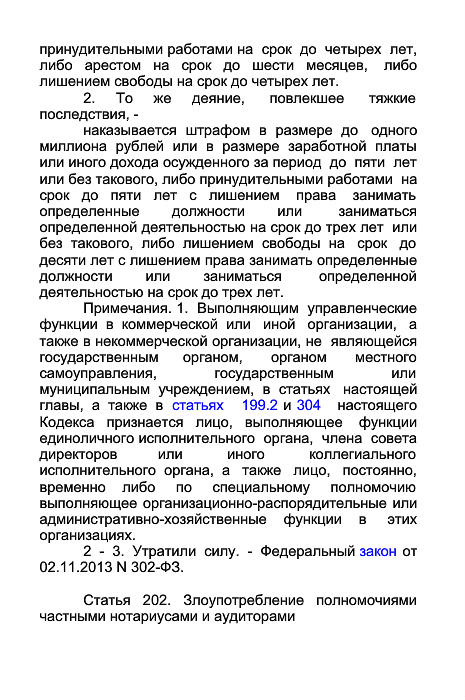 принудительными работами на срок до четырех лет,
либо арестом на срок до шести месяцев, либо
лишением свободы на срок до четырех лет.
2. То же деяние, повлекшее тяжкие
последствия, -
наказывается штрафом в размере до одного
миллиона рублей или в размере заработной платы
или иного дохода осужденного за период до пяти лет
или без такового, либо принудительными работами на
срок до пяти лет с лишением права занимать
определенные должности или заниматься
определенной деятельностью на срок до трех лет или
без такового, либо лишением свободы на срок до
десяти лет с лишением права занимать определенные
должности или заниматься определенной
деятельностью на срок до трех лет.
Примечания. 1. Выполняющим управленческие
функции в коммерческой или иной организации, а
также в некоммерческой организации, не являющейся
государственным органом, органом местного
самоуправления, государственным или
муниципальным учреждением, в статьях настоящей
главы, а также в статьях 199.2 и 304 настоящего
Кодекса признается лицо, выполняющее функции
единоличного исполнительного органа, члена совета
директоров или иного коллегиального
исполнительного органа, а также лицо, постоянно,
временно либо по специальному полномочию
выполняющее организационно-распорядительные или
административно-хозяйственные функции в этих
организациях.
2 - 3. Утратили силу. - Федеральный закон от
02.11.2013 N 302-ФЗ.
Статья 202. Злоупотребление полномочиями
частными нотариусами и аудиторами